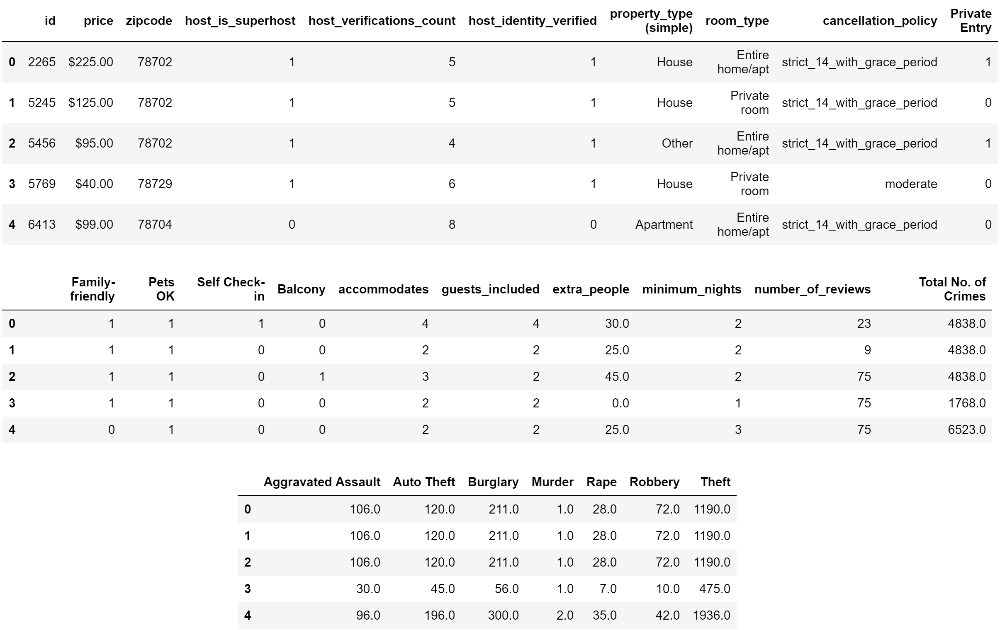 id price zipcode host_is_superhost host_verifications_count host_identity_verified property_type (simple) room_type cancellation_policy Private Entry
0 2265 $225.00 78702 1 5 1 House Entire home/apt strict_14_with_grace_period 1
1 5245 $125.00 78702 1 5 1 House Private room strict_14_with_grace_period 0
2 5456 $95.00 78702 1 4 1 Other Entire home/apt strict_14_with_grace_period 1
3 5769 $40.00 78729 1 6 1 House Private room moderate 0
4 6413 $99.00 78704 0 8 0 Apartment Entire home/apt strict_14_with_grace_period 0
Family-friendly Pets OK Self Check-in Balcony accommodates guests_included extra_people minimum_nights number_of_reviews Total No. of Crimes
0 1 1 1 0 4 4 30.0 2 23 4838.0
1 1 1 0 0 2 2 25.0 2 9 4838.0
2 1 1 0 1 3 2 45.0 2 75 4838.0
3 1 1 0 0 2 2 0.0 1 75 1768.0
4 0 1 0 0 2 2 25.0 3 75 6523.0
Aggravated Assault Auto Theft Burglary Murder Rape Robbery Theft
0 106.0 120.0 211.0 1.0 28.0 72.0 1190.0
1 106.0 120.0 211.0 1.0 28.0 72.0 1190.0
2 106.0 120.0 211.0 1.0 28.0 72.0 1190.0
3 30.0 45.0 56.0 1.0 7.0 10.0 475.0
4 96.0 196.0 300.0 2.0 35.0 42.0 1936.0